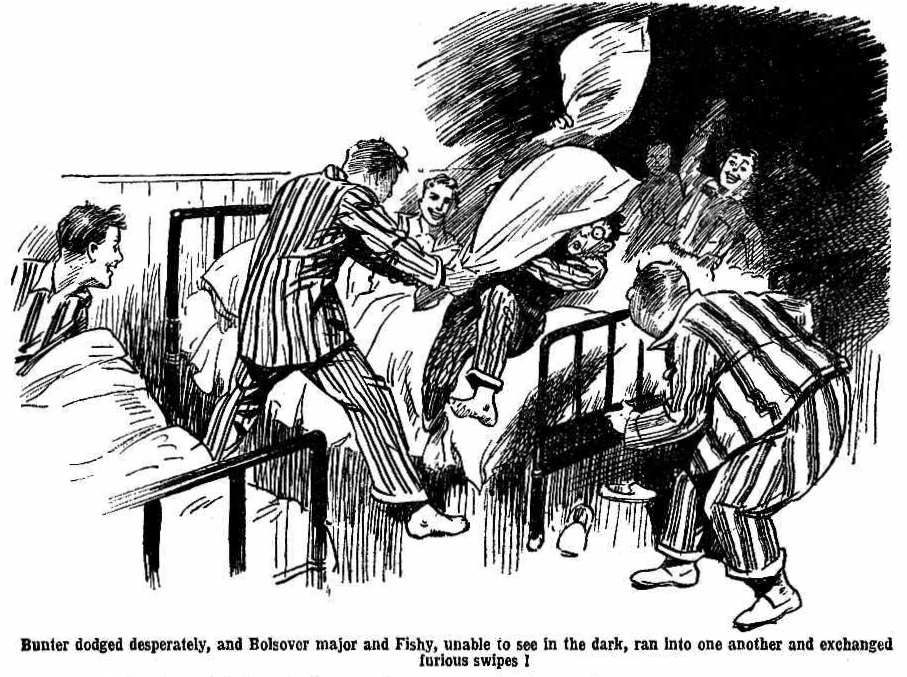 Bunter dodged desperately, and Bolsover major and Fishy, unable to see in the dark, ran into one another and exchanged
furious swipes !